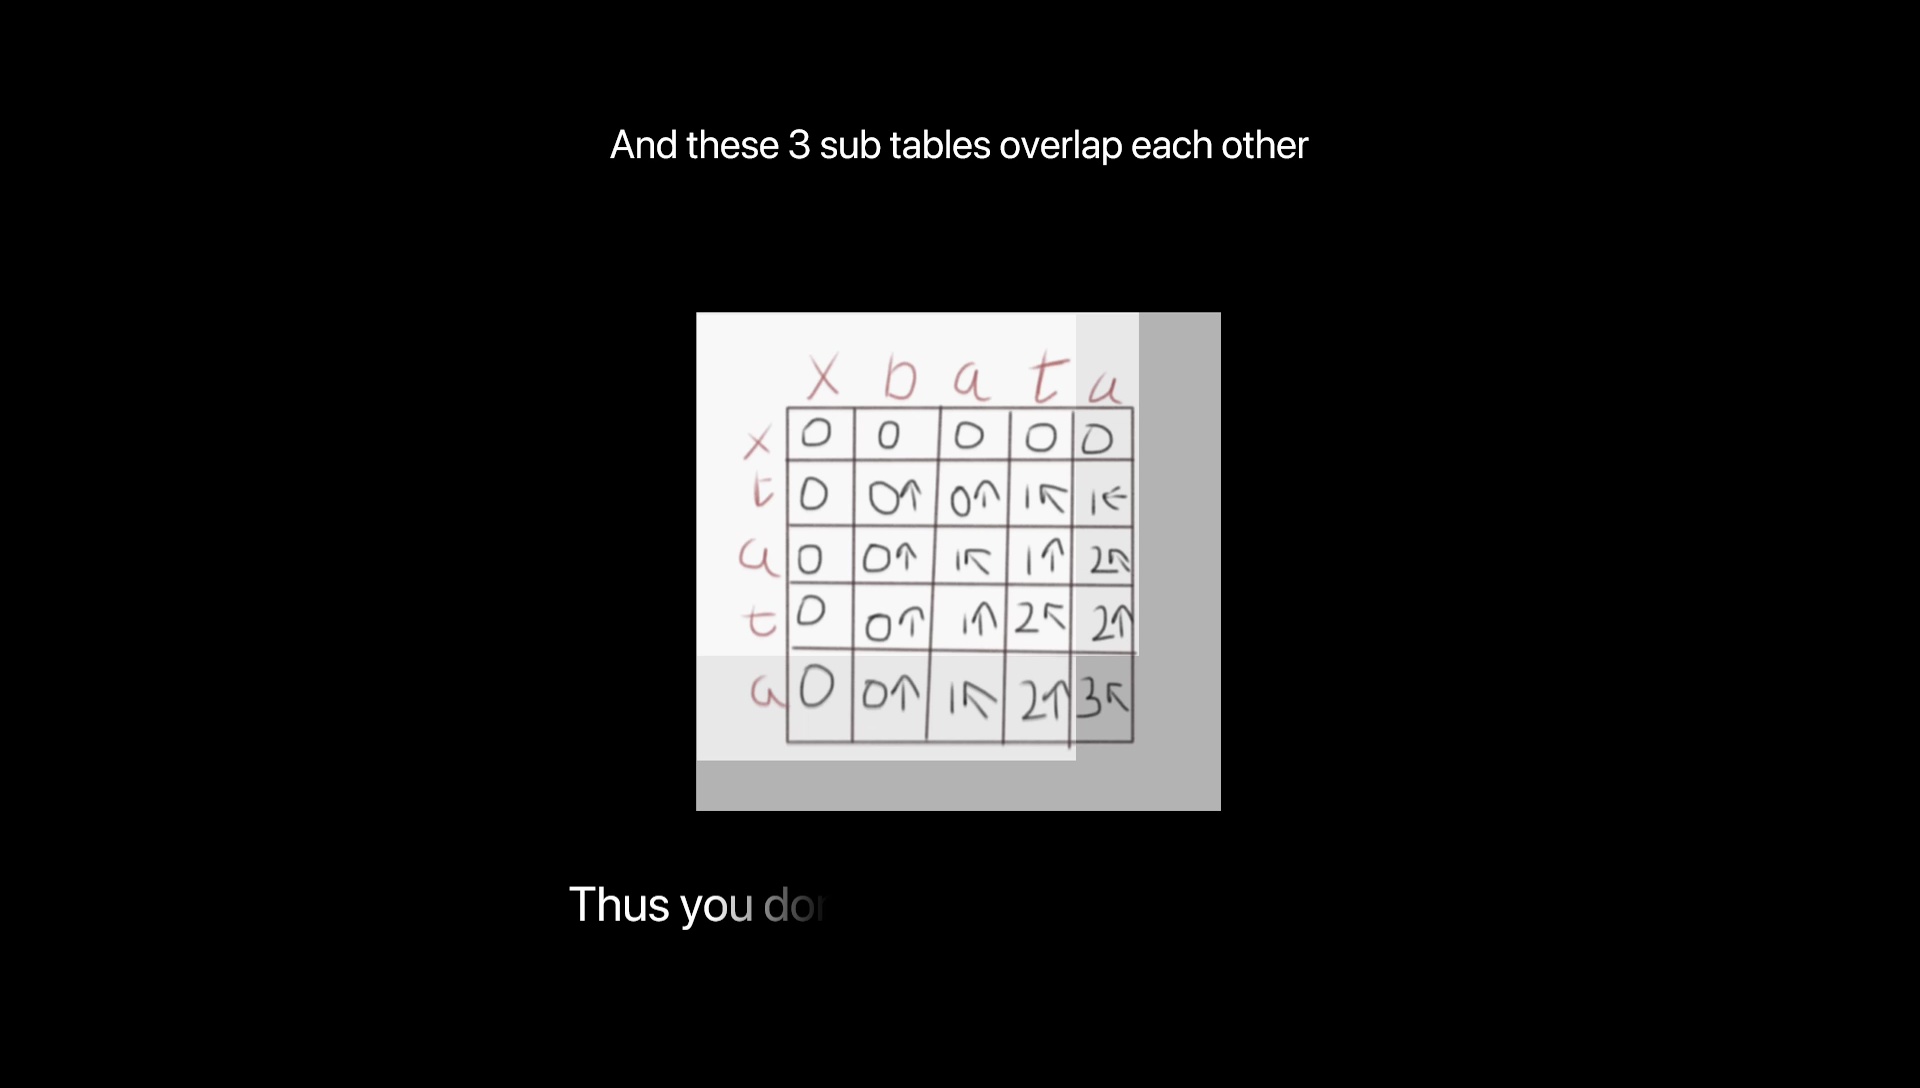 And these 3 sub tables overlap each other
x b a t a
x 0 0 0 0 0
t 0 0↑ 0↑ 1↖ 1←
a 0 0↑ 1↖ 1↑ 2↖
t 0 0↑ 1↑ 2↖ 2↑
a 0 0↑ 1↖ 2↑ 3↖
Thus you